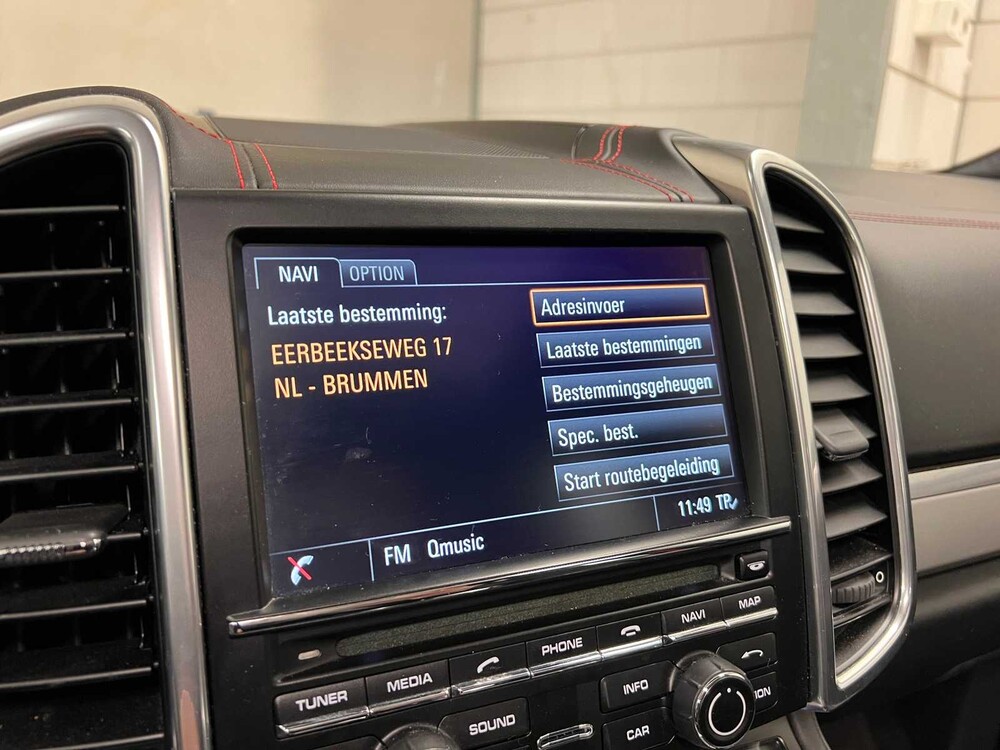 NAVI OPTION
Laatste bestemming:
EERBEEKSEWEG 17
NL - BRUMMEN
Adresinvoer
Laatste bestemmingen
Bestemmingsgeheugen
Spec. best.
Start routebegeleiding
FM Qmusic
11:49 TP
TUNER MEDIA PHONE NAVI MAP
SOUND INFO
CAR